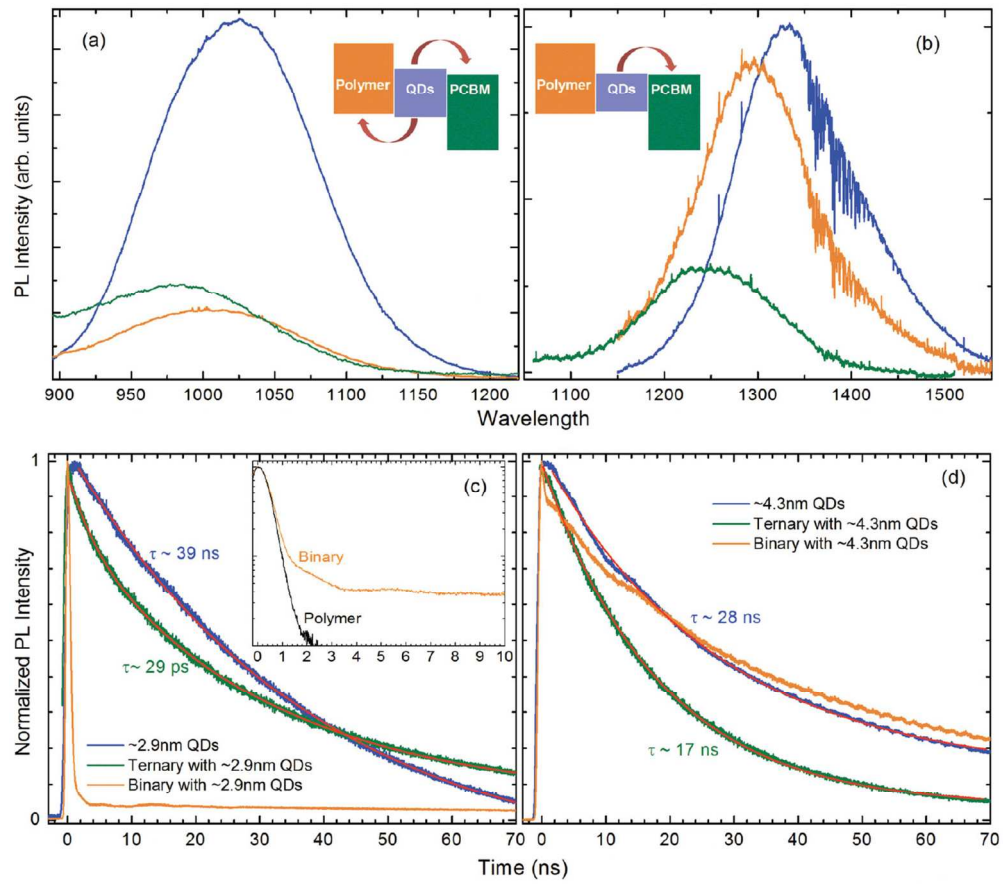 (a)
Polymer
QDs
PCBM
(b)
Polymer
QDs
PCBM
PL Intensity (arb. units)
900 950 1000 1050 1100 1150 1200
1100 1200 1300 1400 1500
Wavelength
(c)
τ ~ 39 ns
τ~ 29 ps
Binary
Polymer
0 1 2 3 4 5 6 7 8 9 10
~2.9nm QDs
Ternary with ~2.9nm QDs
Binary with ~2.9nm QDs
(d)
~4.3nm QDs
Ternary with ~4.3nm QDs
Binary with ~4.3nm QDs
τ ~ 28 ns
τ ~ 17 ns
Normalized PL Intensity
1
0
0 10 20 30 40 50 60 70
0 10 20 30 40 50 60 70
Time (ns)